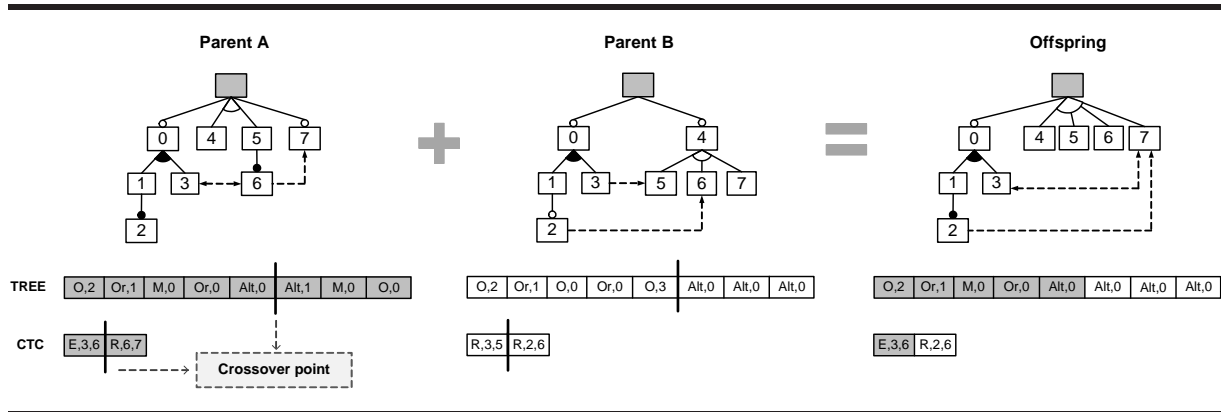 Parent A
Parent B
Offspring
0 4 5 7
1 3 6
2
0 4
1 3 5 6 7
2
0 4 5 6 7
1 3
2
TREE
O,2 Or,1 M,0 Or,0 Alt,0 Alt,1 M,0 O,0
O,2 Or,1 O,0 Or,0 O,3 Alt,0 Alt,0 Alt,0
O,2 Or,1 M,0 Or,0 Alt,0 Alt,0 Alt,0 Alt,0
CTC
E,3,6 R,6,7
R,3,5 R,2,6
E,3,6 R,2,6
Crossover point